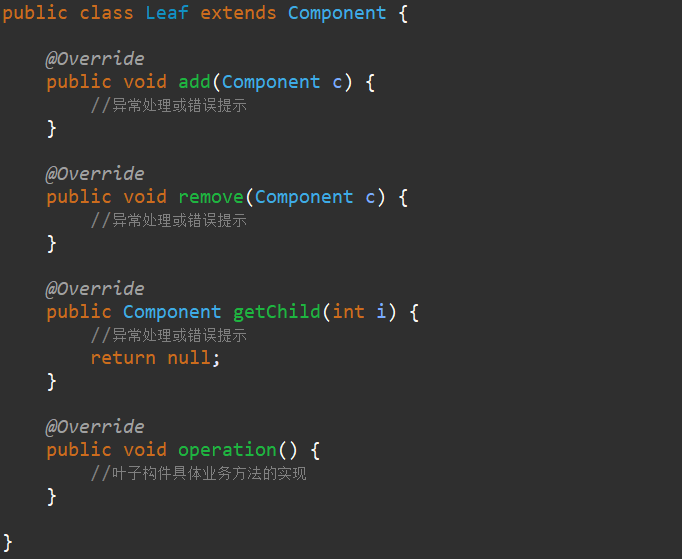 public class Leaf extends Component {
@Override
public void add(Component c) {
//异常处理或错误提示
}
@Override
public void remove(Component c) {
//异常处理或错误提示
}
@Override
public Component getChild(int i) {
//异常处理或错误提示
return null;
}
@Override
public void operation() {
//叶子构件具体业务方法的实现
}
}